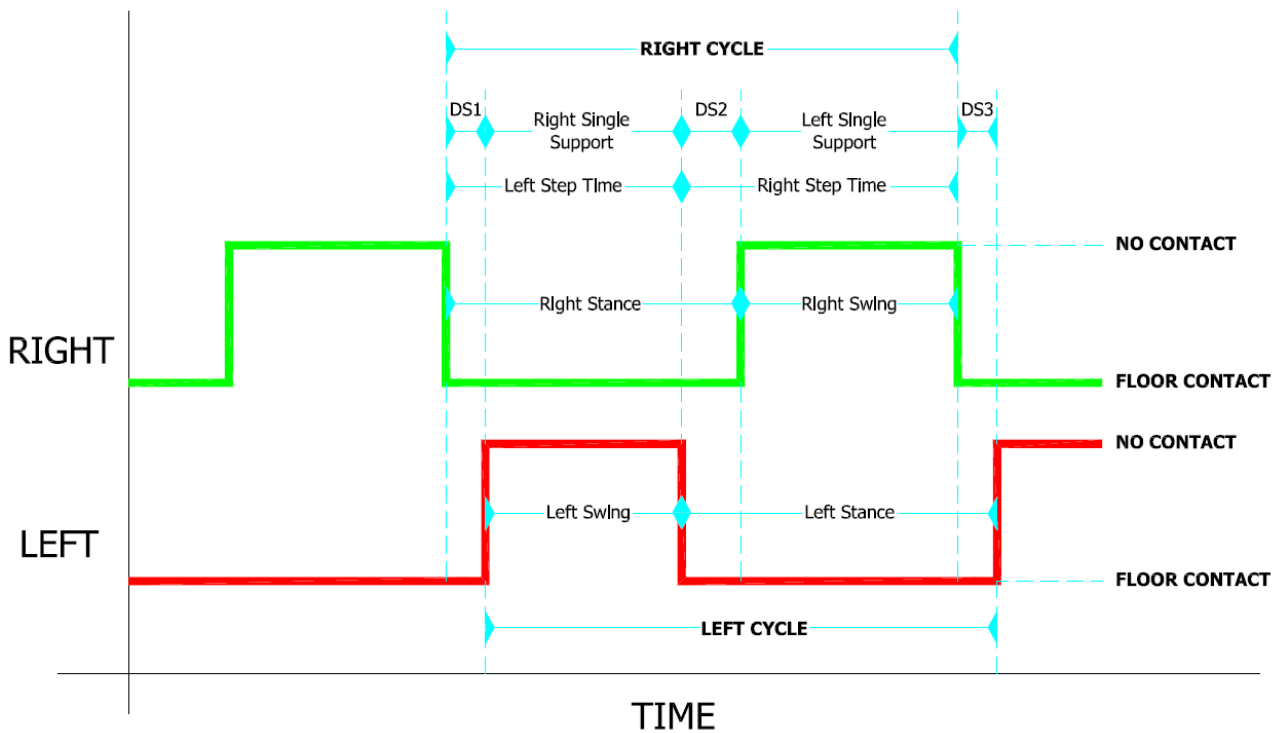 RIGHT CYCLE
DS1
Right Single
Support
DS2
Left SIngle
Support
DS3
Left Step TIme
Right Step Time
NO CONTACT
RIght Stance
RIght Swing
RIGHT
FLOOR CONTACT
NO CONTACT
Left SwIng
Left Stance
LEFT
FLOOR CONTACT
LEFT CYCLE
TIME